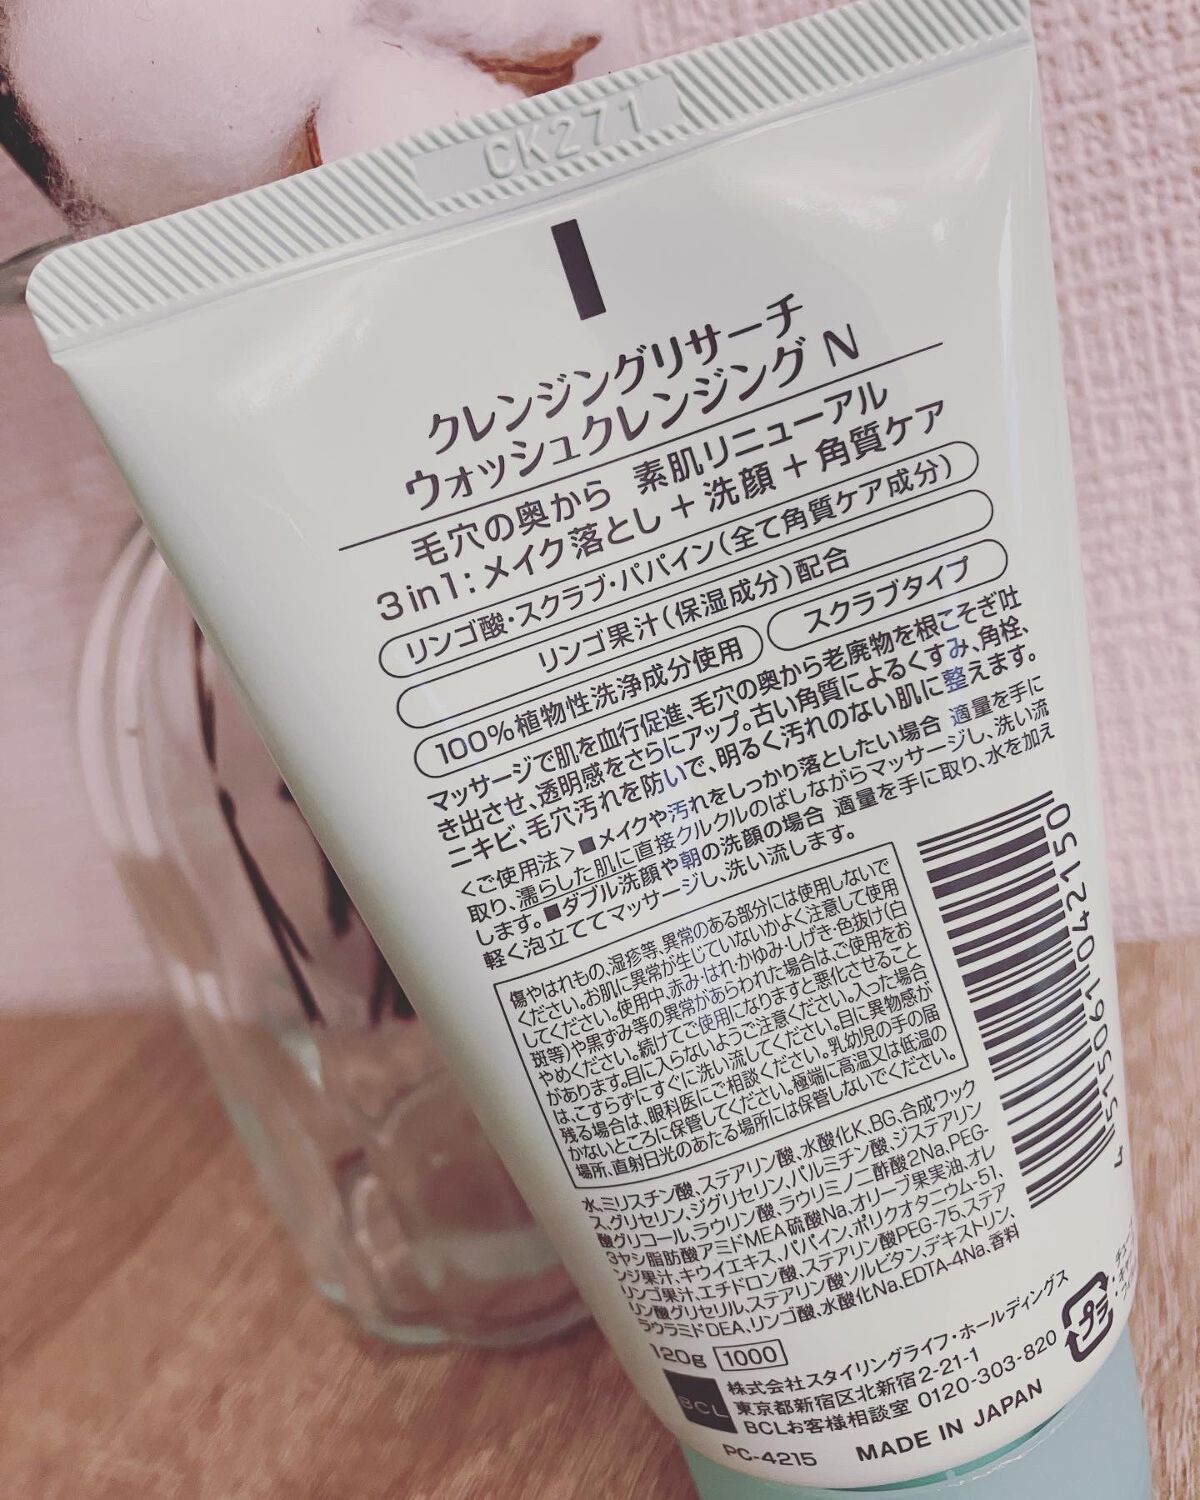 CK271
クレンジングリサーチ
ウォッシュクレンジング N
毛穴の奥から 素肌リニューアル
3in1:メイク落とし+洗顔+角質ケア
リンゴ酸・スクラブ・パパイン(全て角質ケア成分)
リンゴ果汁(保湿成分)配合
100%植物性洗浄成分使用
スクラブタイプ
マッサージで肌を血行促進、毛穴の奥から老廃物を根こそぎ吐
き出させ、透明感をさらにアップ。古い角質によるくすみ、角栓、
ニキビ、毛穴汚れを防いで、明るく汚れのない肌に整えます。
<ご使用法>■メイクや汚れをしっかり落としたい場合 適量を手に
取り、濡らした肌に直接クルクルのばしながらマッサージし、洗い流
します。■ダブル洗顔や朝の洗顔の場合 適量を手に取り、水を加え
軽く泡立ててマッサージし、洗い流します。
傷やはれもの、湿疹等、異常のある部分には使用しないで
ください。お肌に異常が生じていないかよく注意して使用
してください。使用中、赤み・はれ・かゆみ・しげき・色抜け(白
斑等)や黒ずみ等の異常があらわれた場合は、ご使用をお
やめください。続けてご使用になりますと悪化させること
があります。目に入らないようご注意ください。入った場合
は、こすらずにすぐに洗い流してください。目に異物感が
残る場合は、眼科医にご相談ください。乳幼児の手の届
かないところに保管してください。極端に高温又は低温の
場所、直射日光のあたる場所には保管しないでください。
水、ミリスチン酸、ステアリン酸、水酸化K、BG、合成ワック
ス、グリセリン、ジグリセリン、パルミチン酸、ジステアリン
酸グリコール、ラウリン酸、ラウリミノ二酢酸2Na、PEG-
3ヤシ脂肪酸アミドMEA硫酸Na、オリーブ果実油、オレ
ンジ果汁、キウイエキス、パパイン、ポリクオタニウム-51、
リンゴ果汁、エチドロン酸、ステアリン酸PEG-75、ステア
リン酸グリセリル、ステアリン酸ソルビタン、デキストリン、
ラウラミドDEA、リンゴ酸、水酸化Na、EDTA-4Na、香料
120g 1000
BCL
株式会社スタイリングライフ・ホールディングス
東京都新宿区北新宿2-21-1
BCLお客様相談室 0120-303-820
PC-4215 MADE IN JAPAN
プラ
4 515061 042150